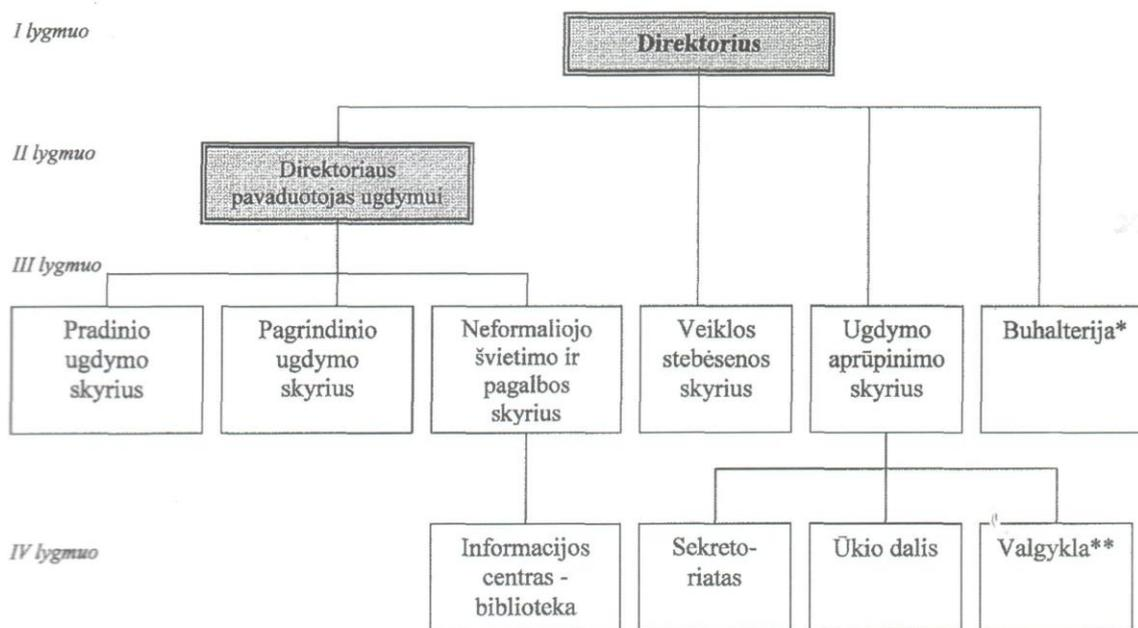 I lygmuo
Direktorius
II lygmuo
Direktoriaus
pavaduotojas ugdymui
III lygmuo
Pradinio
ugdymo
skyrius
Pagrindinio
ugdymo
skyrius
Neformaliojo
švietimo ir
pagalbos
skyrius
Veiklos
stebėsenos
skyrius
Ugdymo
aprūpinimo
skyrius
Buhalterija*
IV lygmuo
Informacijos
centras -
biblioteka
Sekreto-
riatas
Ūkio dalis
Valgykla**